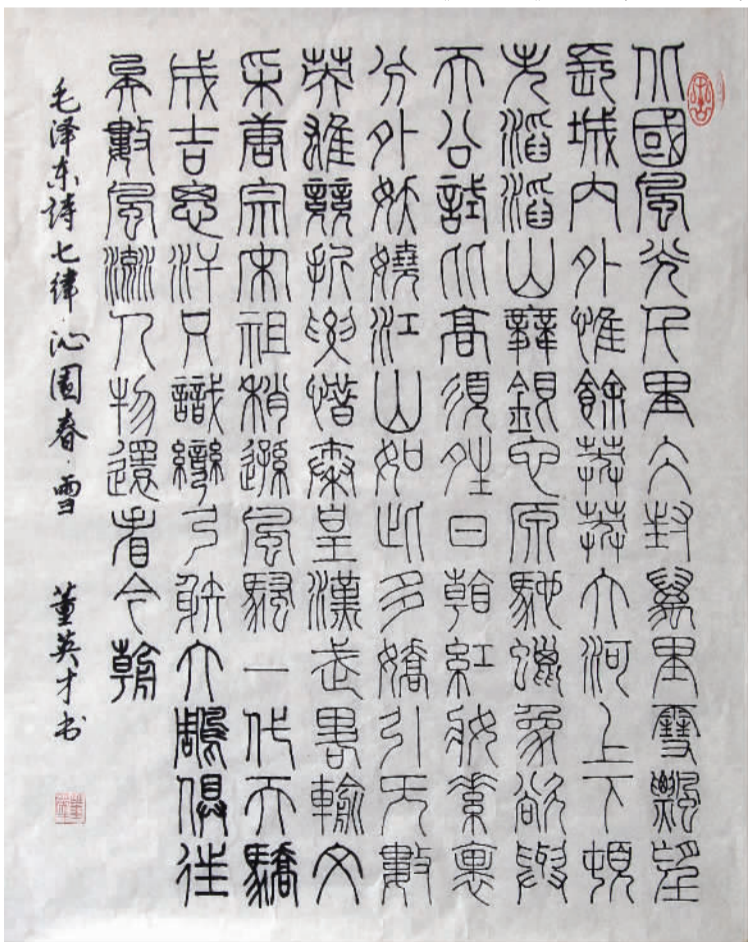 北國風光千里冰封萬里雪飄望
長城內外惟餘莽莽大河上下頓
失滔滔山舞銀蛇原馳蠟象欲與
天公試比高須晴日看紅妝素裹
分外妖嬈江山如此多嬌引无數
英雄競折腰惜秦皇漢武略輸文
采唐宗宋祖稍遜風騷一代天驕
成吉思汗只識彎弓射大鵰俱往
矣數風流人物還看今朝
毛泽东詩七律·沁園春·雪 董英才书